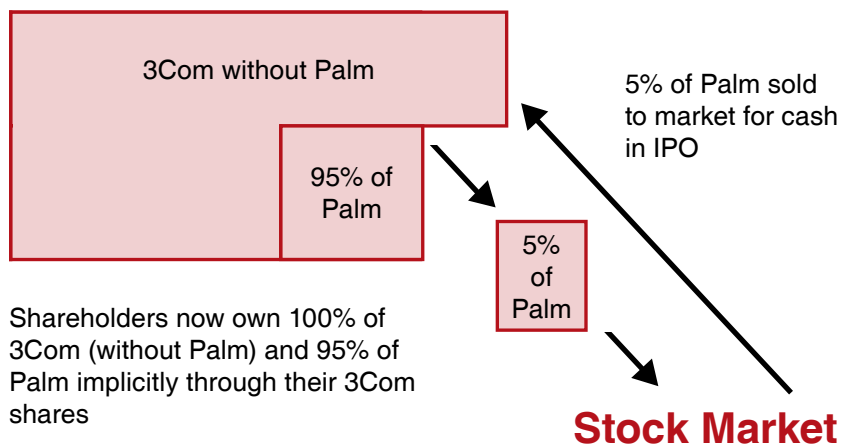 3Com without Palm
5% of Palm sold
to market for cash
in IPO
95% of
Palm
5%
of
Palm
Shareholders now own 100% of
3Com (without Palm) and 95% of
Palm implicitly through their 3Com
shares
Stock Market